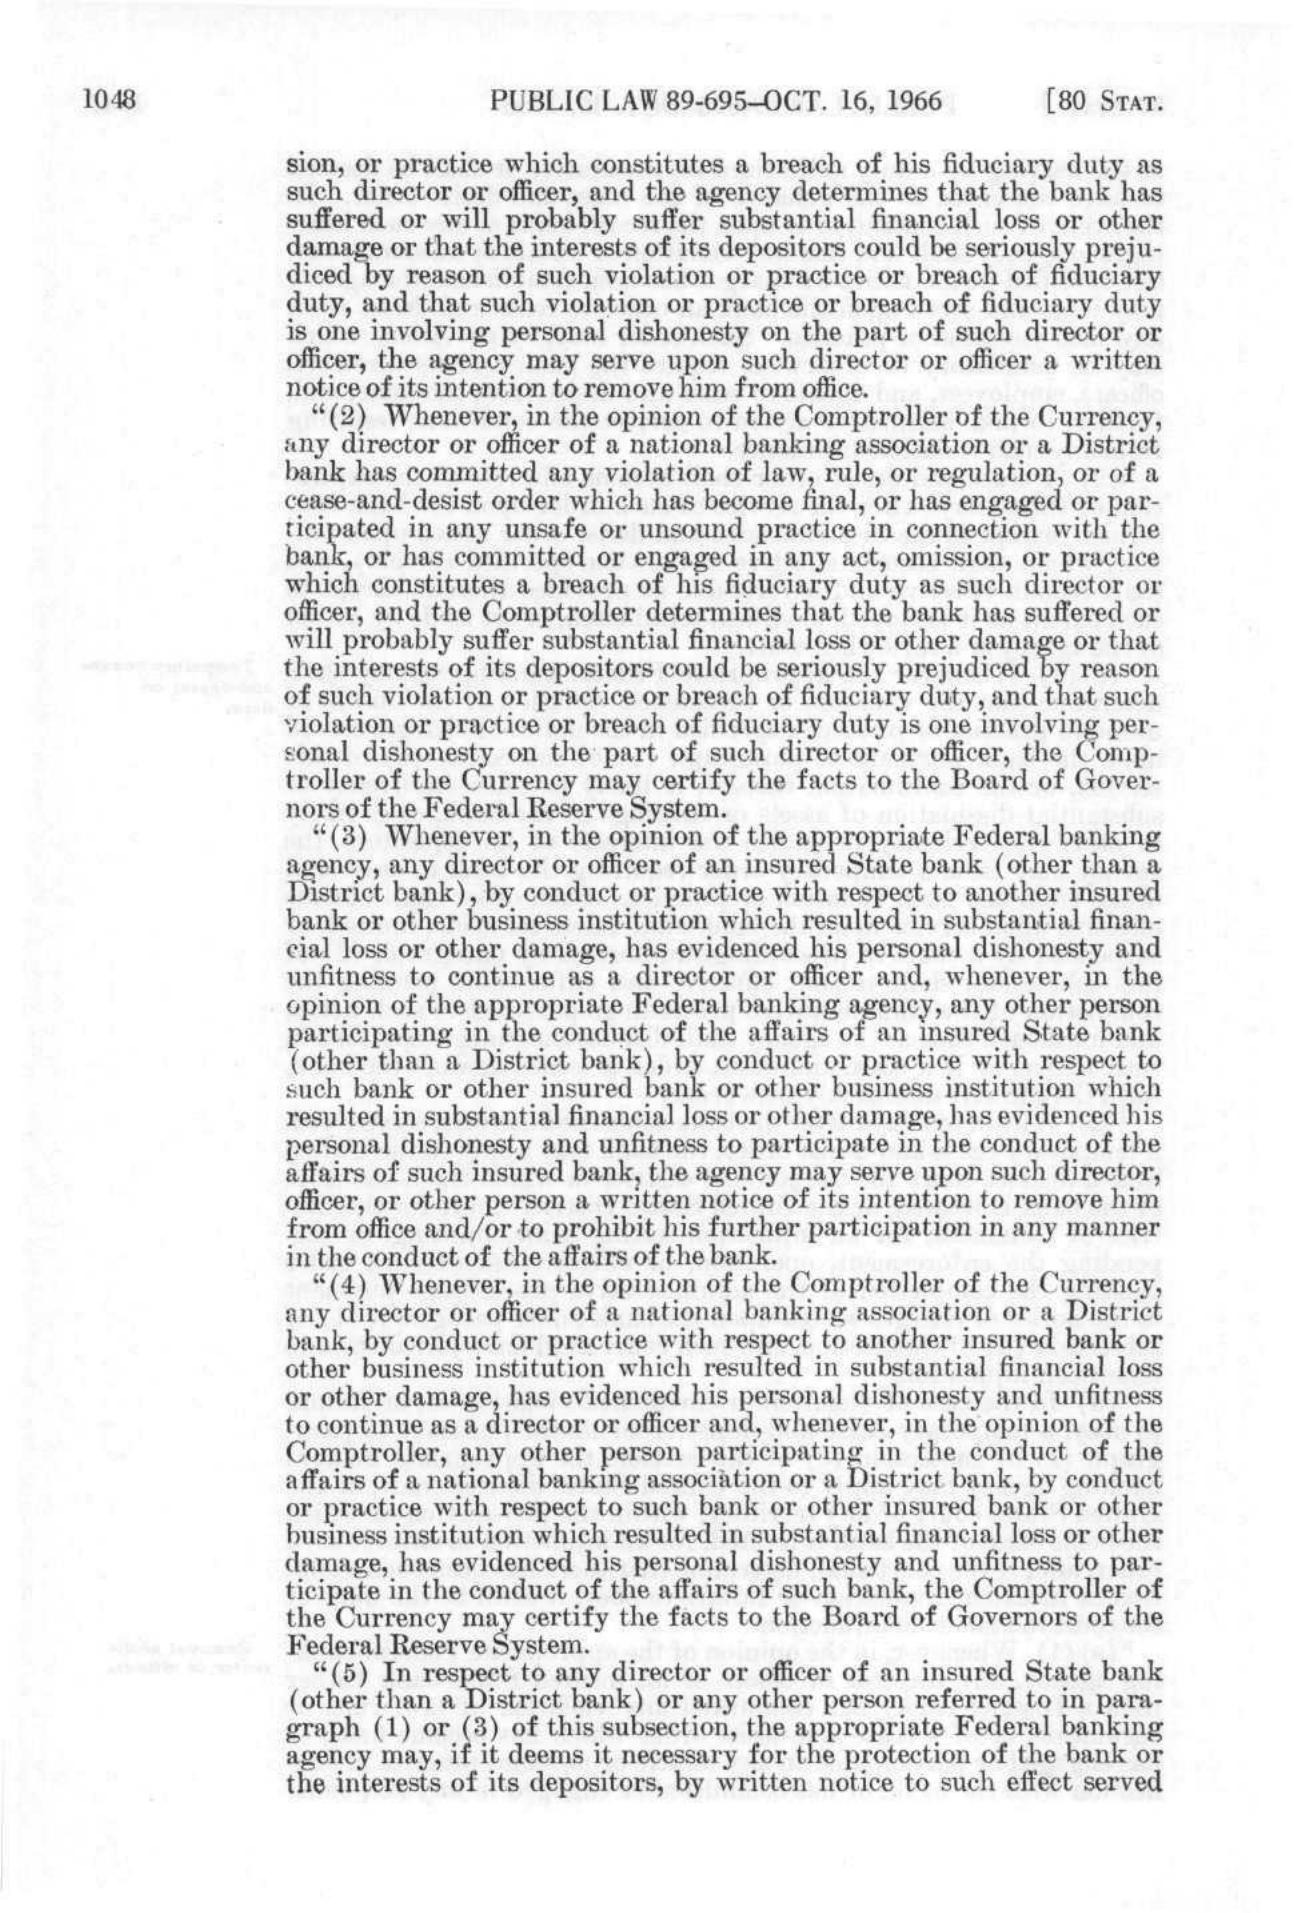 1048 PUBLIC LAW 89-695—OCT. 16, 1966 [80 STAT.
sion, or practice which constitutes a breach of his fiduciary duty as
such director or officer, and the agency determines that the bank has
suffered or will probably suffer substantial financial loss or other
damage or that the interests of its depositors could be seriously preju-
diced by reason of such violation or practice or breach of fiduciary
duty, and that such violation or practice or breach of fiduciary duty
is one involving personal dishonesty on the part of such director or
officer, the agency may serve upon such director or officer a written
notice of its intention to remove him from office.
“(2) Whenever, in the opinion of the Comptroller of the Currency,
any director or officer of a national banking association or a District
bank has committed any violation of law, rule, or regulation, or of a
cease-and-desist order which has become final, or has engaged or par-
ticipated in any unsafe or unsound practice in connection with the
bank, or has committed or engaged in any act, omission, or practice
which constitutes a breach of his fiduciary duty as such director or
officer, and the Comptroller determines that the bank has suffered or
will probably suffer substantial financial loss or other damage or that
the interests of its depositors could be seriously prejudiced by reason
of such violation or practice or breach of fiduciary duty, and that such
violation or practice or breach of fiduciary duty is one involving per-
sonal dishonesty on the part of such director or officer, the Comp-
troller of the Currency may certify the facts to the Board of Gover-
nors of the Federal Reserve System.
“(3) Whenever, in the opinion of the appropriate Federal banking
agency, any director or officer of an insured State bank (other than a
District bank), by conduct or practice with respect to another insured
bank or other business institution which resulted in substantial finan-
cial loss or other damage, has evidenced his personal dishonesty and
unfitness to continue as a director or officer and, whenever, in the
opinion of the appropriate Federal banking agency, any other person
participating in the conduct of the affairs of an insured State bank
(other than a District bank), by conduct or practice with respect to
such bank or other insured bank or other business institution which
resulted in substantial financial loss or other damage, has evidenced his
personal dishonesty and unfitness to participate in the conduct of the
affairs of such insured bank, the agency may serve upon such director,
officer, or other person a written notice of its intention to remove him
from office and/or to prohibit his further participation in any manner
in the conduct of the affairs of the bank.
“(4) Whenever, in the opinion of the Comptroller of the Currency,
any director or officer of a national banking association or a District
bank, by conduct or practice with respect to another insured bank or
other business institution which resulted in substantial financial loss
or other damage, has evidenced his personal dishonesty and unfitness
to continue as a director or officer and, whenever, in the opinion of the
Comptroller, any other person participating in the conduct of the
affairs of a national banking association or a District bank, by conduct
or practice with respect to such bank or other insured bank or other
business institution which resulted in substantial financial loss or other
damage, has evidenced his personal dishonesty and unfitness to par-
ticipate in the conduct of the affairs of such bank, the Comptroller of
the Currency may certify the facts to the Board of Governors of the
Federal Reserve System.
“(5) In respect to any director or officer of an insured State bank
(other than a District bank) or any other person referred to in para-
graph (1) or (3) of this subsection, the appropriate Federal banking
agency may, if it deems it necessary for the protection of the bank or
the interests of its depositors, by written notice to such effect served